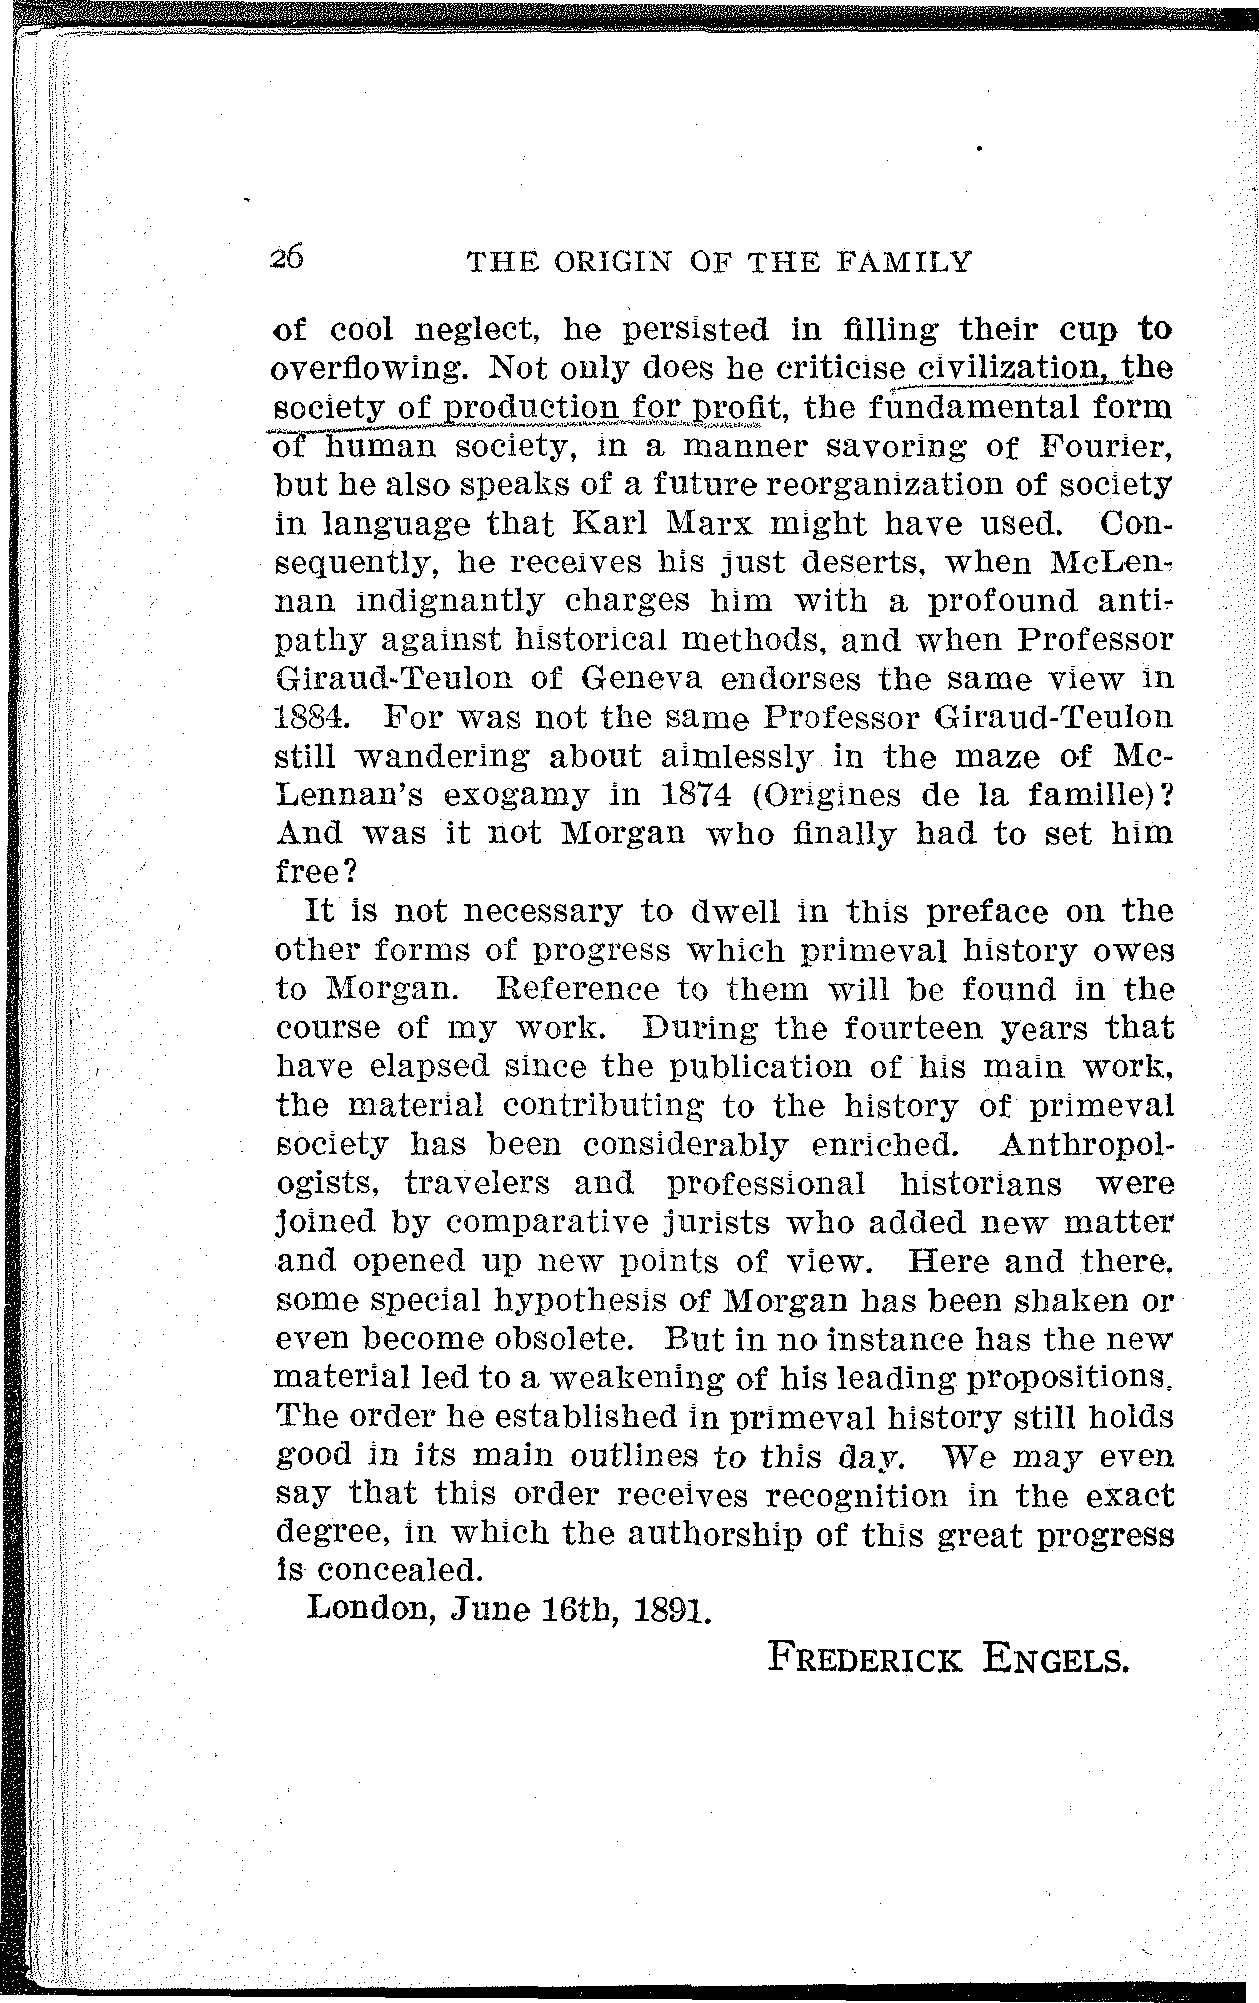 26 THE ORIGIN OF THE FAMILY
of cool neglect, he persisted in filling their cup to
overflowing. Not only does he criticise civilization, the
society of production for profit, the fundamental form
of human society, in a manner savoring of Fourier,
but he also speaks of a future reorganization of society
in language that Karl Marx might have used. Con-
sequently, he receives his just deserts, when McLen-
nan indignantly charges him with a profound anti-
pathy against historical methods, and when Professor
Giraud-Teulon of Geneva endorses the same view in
1884. For was not the same Professor Giraud-Teulon
still wandering about aimlessly in the maze of Mc-
Lennan's exogamy in 1874 (Origines de la famille)?
And was it not Morgan who finally had to set him
free?
It is not necessary to dwell in this preface on the
other forms of progress which primeval history owes
to Morgan. Reference to them will be found in the
course of my work. During the fourteen years that
have elapsed since the publication of his main work,
the material contributing to the history of primeval
society has been considerably enriched. Anthropol-
ogists, travelers and professional historians were
joined by comparative jurists who added new matter
and opened up new points of view. Here and there,
some special hypothesis of Morgan has been shaken or
even become obsolete. But in no instance has the new
material led to a weakening of his leading propositions.
The order he established in primeval history still holds
good in its main outlines to this day. We may even
say that this order receives recognition in the exact
degree, in which the authorship of this great progress
is concealed.
London, June 16th, 1891.
FREDERICK ENGELS.